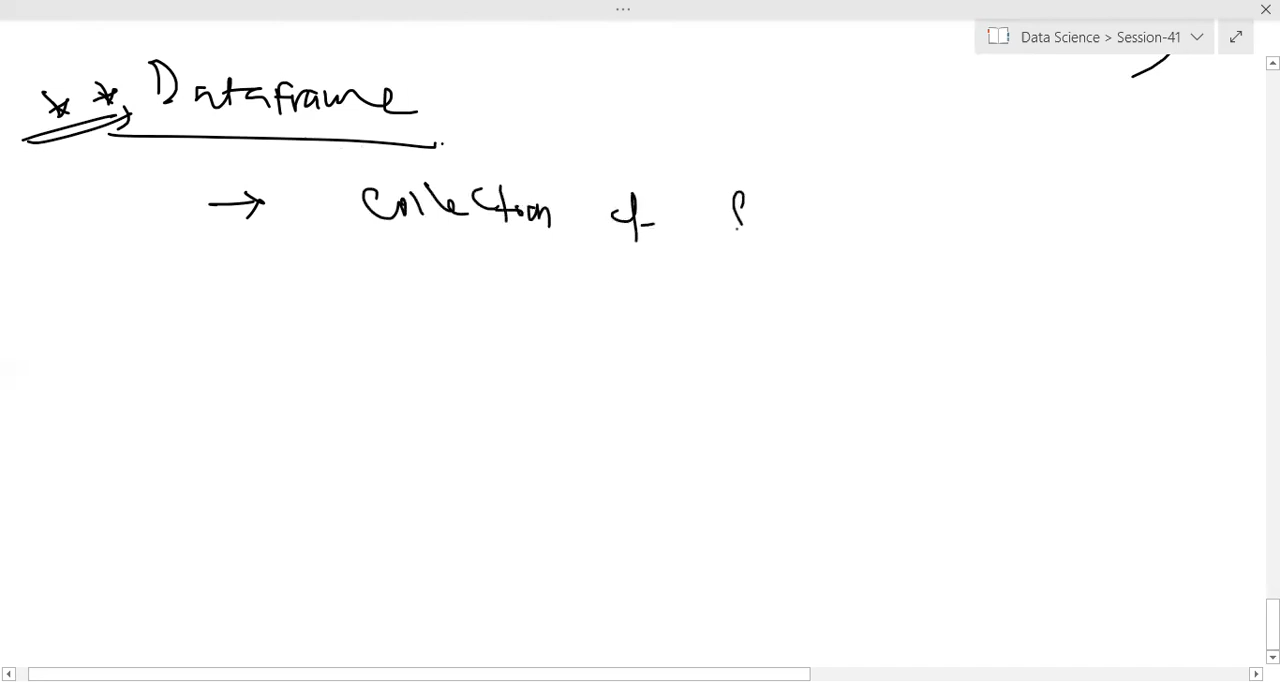 Data Science > Session-41
** Dataframe
→ Collection of